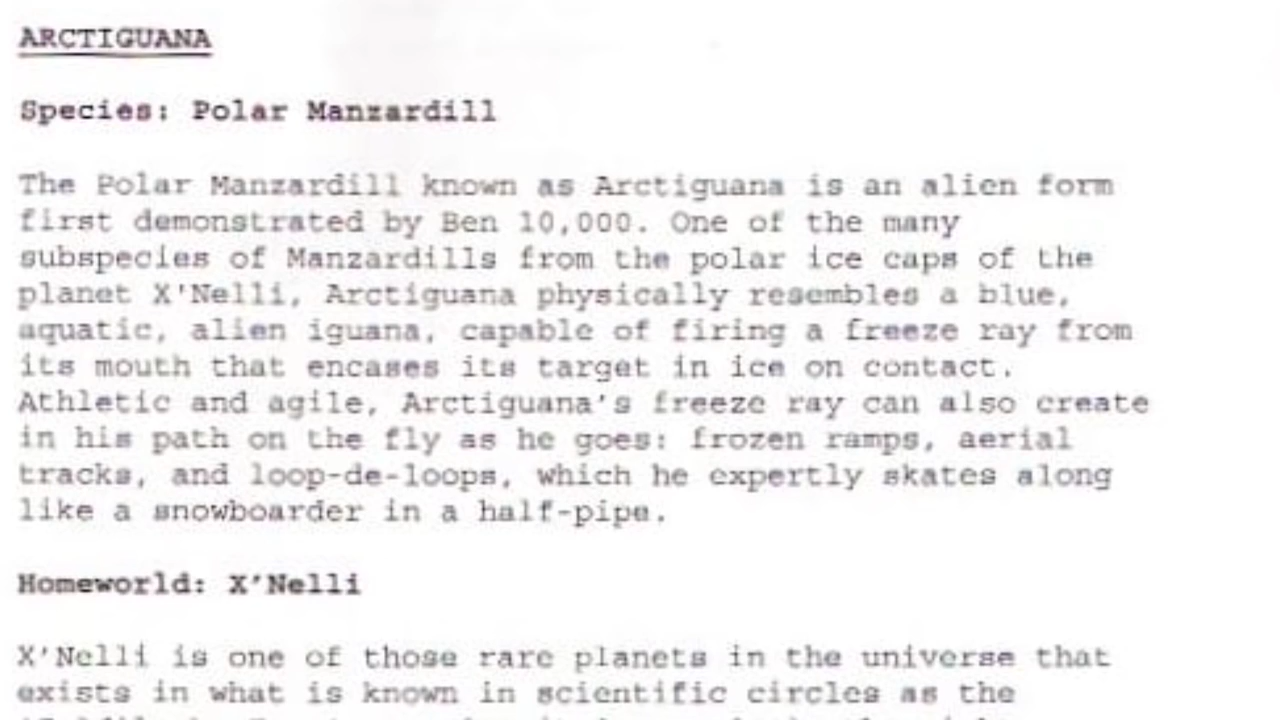 ARCTIGUANA
Species: Polar Manzardill
The Polar Manzardill known as Arctiguana is an alien form
first demonstrated by Ben 10,000. One of the many
subspecies of Manzardills from the polar ice caps of the
planet X'Nelli, Arctiguana physically resembles a blue,
aquatic, alien iguana, capable of firing a freeze ray from
its mouth that encases its target in ice on contact.
Athletic and agile, Arctiguana's freeze ray can also create
in his path on the fly as he goes: frozen ramps, aerial
tracks, and loop-de-loops, which he expertly skates along
like a snowboarder in a half-pipe.
Homeworld: X'Nelli
X'Nelli is one of those rare planets in the universe that
exists in what is known in scientific circles as the